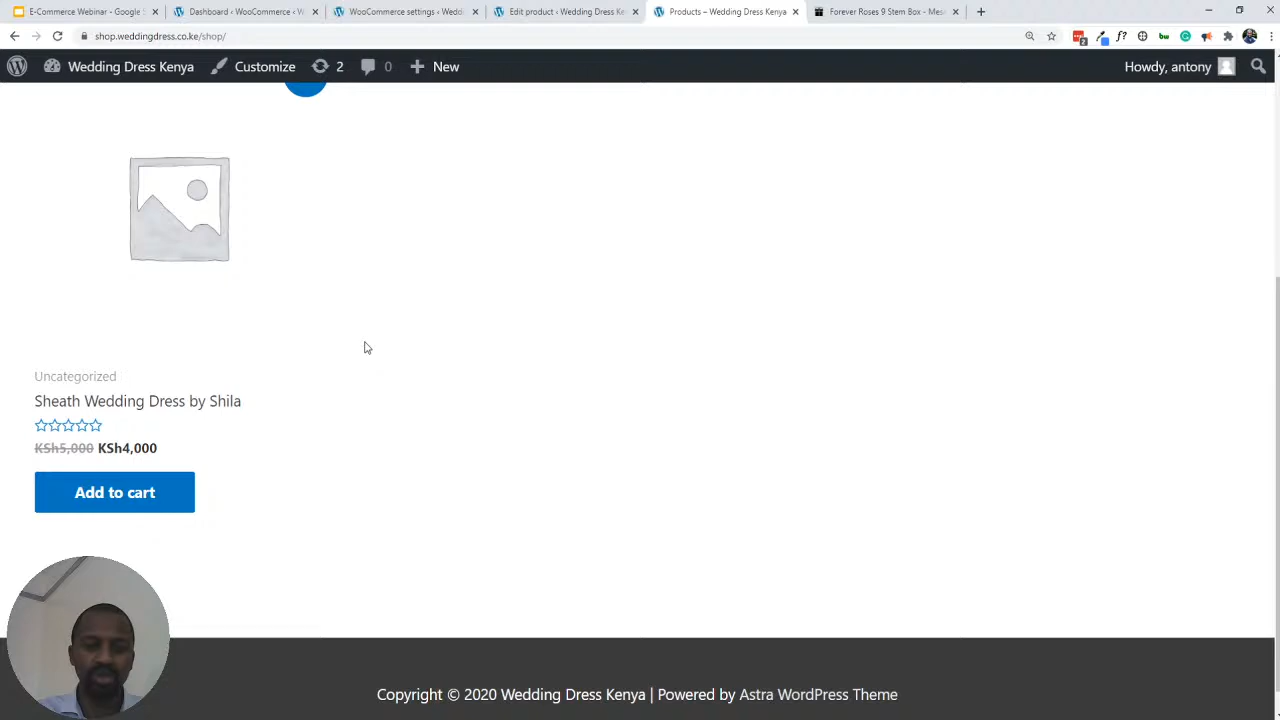 E-Commerce Webinar - Google S
Dashboard ‹ WooCommerce ‹ W
WooCommerce settings ‹ Weddi
Edit product ‹ Wedding Dress Ke
Products – Wedding Dress Kenya
Forever Roses 9 Stem Box - Mes
shop.weddingdress.co.ke/shop/
Wedding Dress Kenya
Customize
2
0
New
Howdy, antony
Uncategorized
Sheath Wedding Dress by Shila
KSh5,000 KSh4,000
Add to cart
Copyright © 2020 Wedding Dress Kenya | Powered by Astra WordPress Theme